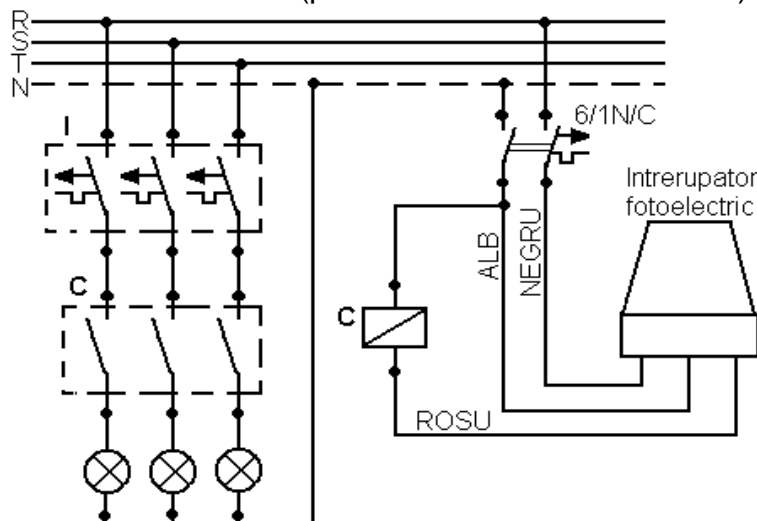 R
S
T
N
I
6/1N/C
Intrerupator
fotoelectric
ALB
NEGRU
C
C
ROSU